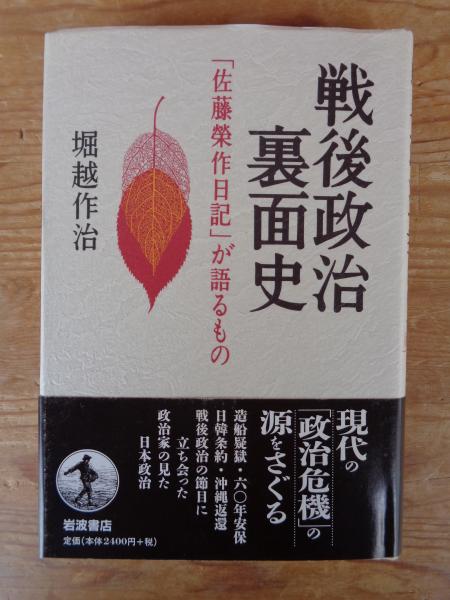 戦後政治
裏面史
「佐藤榮作日記」が語るもの
堀越作治
現代の
「政治危機」の
源をさぐる
造船疑獄・六〇年安保
日韓条約・沖縄返還
戦後政治の節目に
立ち会った
政治家の見た
日本政治
岩波書店
定価(本体2400円+税)